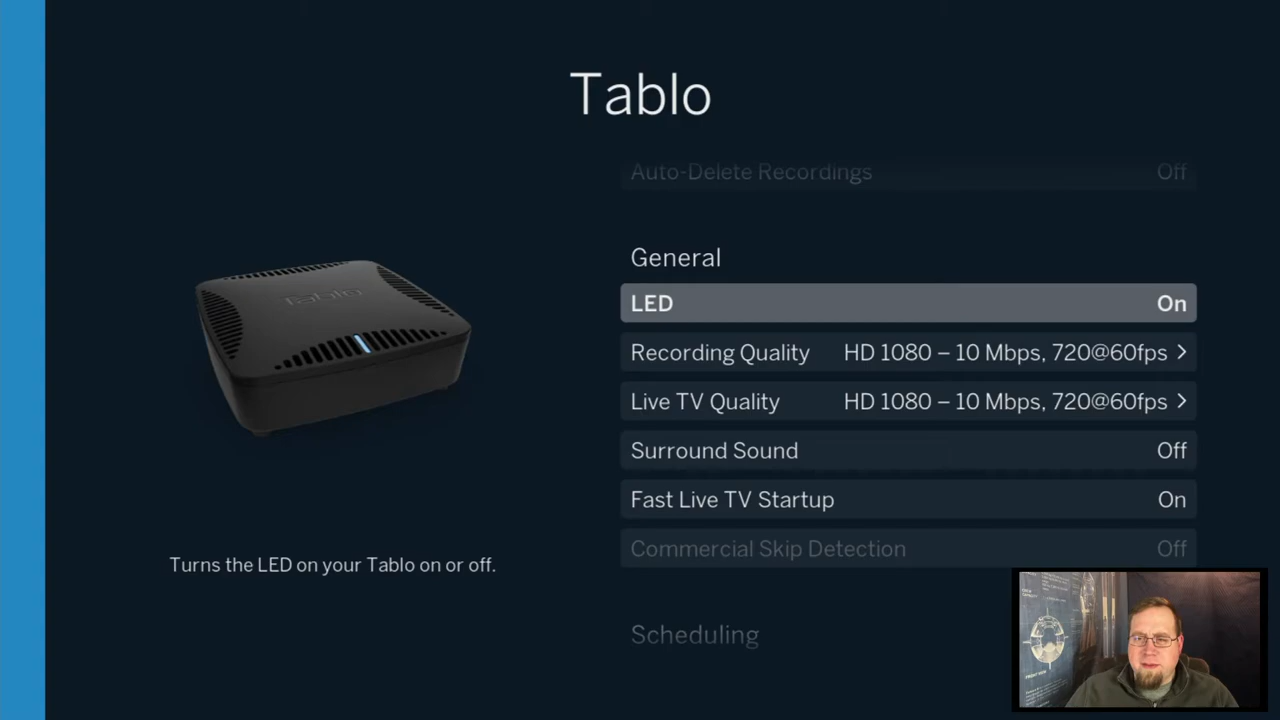 Tablo
Auto-Delete Recordings Off
General
LED On
Recording Quality HD 1080 – 10 Mbps, 720@60fps >
Live TV Quality HD 1080 – 10 Mbps, 720@60fps >
Surround Sound Off
Fast Live TV Startup On
Commercial Skip Detection Off
Scheduling
Tablo
Turns the LED on your Tablo on or off.